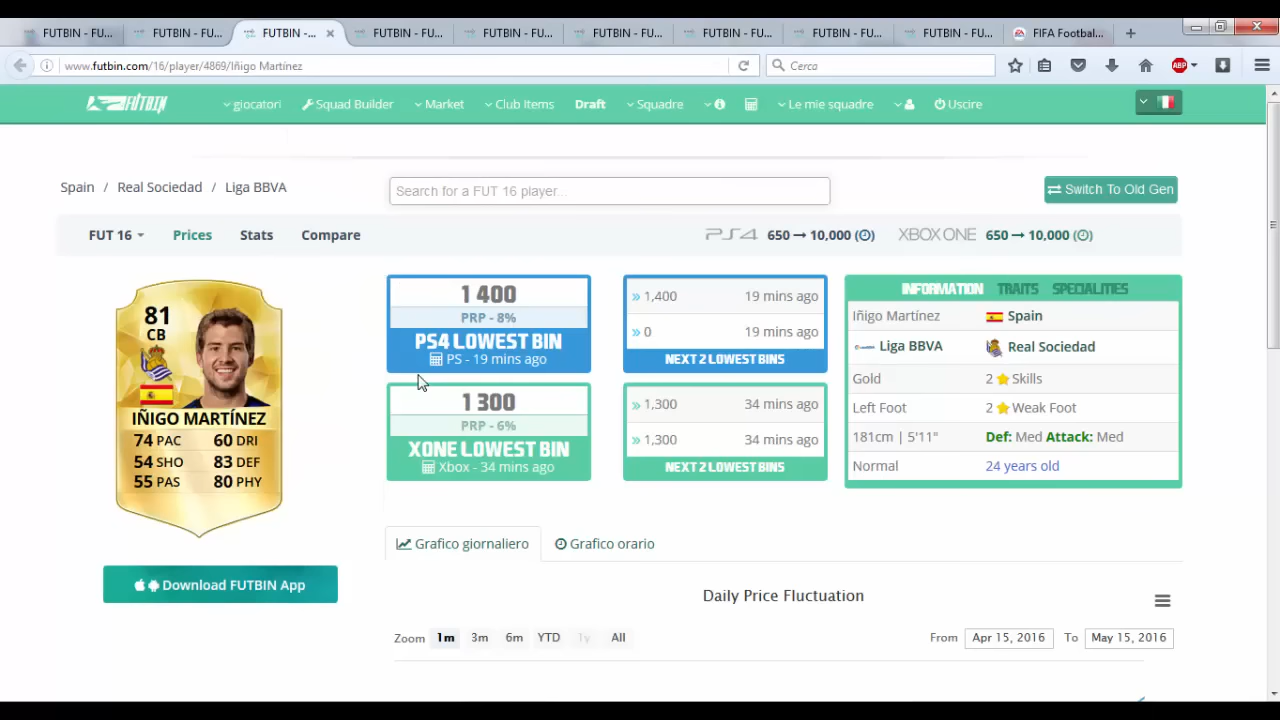 FUTBIN - FU...
FUTBIN - FU...
FUTBIN -...
FUTBIN - FU...
FUTBIN - FU...
FUTBIN - FU...
FUTBIN - FU...
FUTBIN - FU...
FUTBIN - FU...
FIFA Footbal...
www.futbin.com/16/player/4869/Iñigo Martínez
Cerca
ABP
FUTBIN
giocatori
Squad Builder
Market
Club Items
Draft
Squadre
Le mie squadre
Uscire
Spain / Real Sociedad / Liga BBVA
Search for a FUT 16 player...
Switch To Old Gen
FUT 16
Prices
Stats
Compare
PS4 650 → 10,000
XBOX ONE 650 → 10,000
81
CB
IÑIGO MARTÍNEZ
74 PAC 60 DRI
54 SHO 83 DEF
55 PAS 80 PHY
Download FUTBIN App
1 400
PRP - 8%
PS4 LOWEST BIN
PS - 19 mins ago
» 1,400 19 mins ago
» 0 19 mins ago
NEXT 2 LOWEST BINS
1 300
PRP - 6%
XONE LOWEST BIN
Xbox - 34 mins ago
» 1,300 34 mins ago
» 1,300 34 mins ago
NEXT 2 LOWEST BINS
INFORMATION TRAITS SPECIALITIES
Iñigo Martínez Spain
Liga BBVA Real Sociedad
Gold 2 Skills
Left Foot 2 Weak Foot
181cm | 5'11" Def: Med Attack: Med
Normal 24 years old
Grafico giornaliero
Grafico orario
Daily Price Fluctuation
Zoom 1m 3m 6m YTD 1y All
From Apr 15, 2016 To May 15, 2016